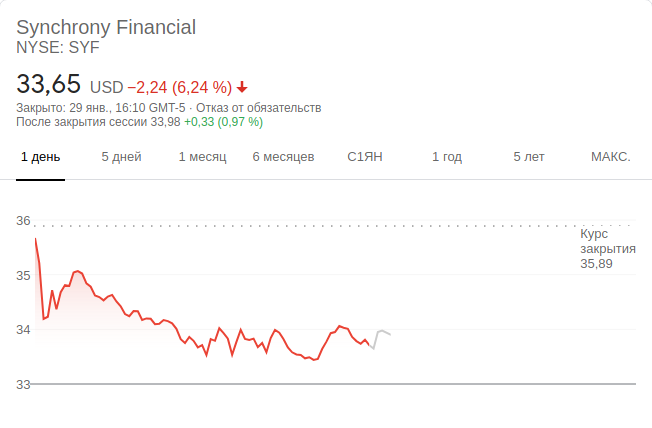 Synchrony Financial
NYSE: SYF
33,65 USD −2,24 (6,24 %)
Закрыто: 29 янв., 16:10 GMT-5 · Отказ от обязательств
После закрытия сессии 33,98 +0,33 (0,97 %)
1 день 5 дней 1 месяц 6 месяцев С1ЯН 1 год 5 лет МАКС.
36
Курс
закрытия
35,89
35
34
33